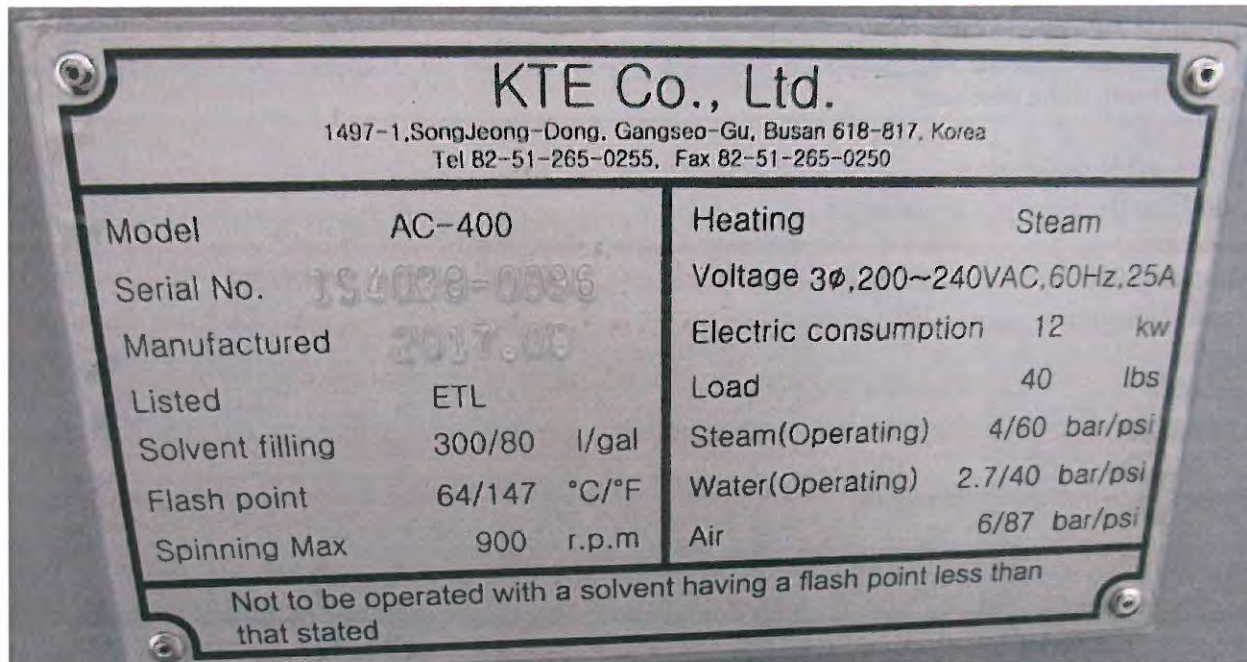 KTE Co., Ltd.
1497-1,SongJeong-Dong, Gangseo-Gu, Busan 618-817, Korea
Tel 82-51-265-0255, Fax 82-51-265-0250
Model AC-400
Serial No.
Manufactured
Listed ETL
Solvent filling 300/80 l/gal
Flash point 64/147 °C/°F
Spinning Max 900 r.p.m
Heating Steam
Voltage 3ø,200~240VAC,60Hz,25A
Electric consumption 12 kw
Load 40 lbs
Steam(Operating) 4/60 bar/psi
Water(Operating) 2.7/40 bar/psi
Air 6/87 bar/psi
Not to be operated with a solvent having a flash point less than
that stated